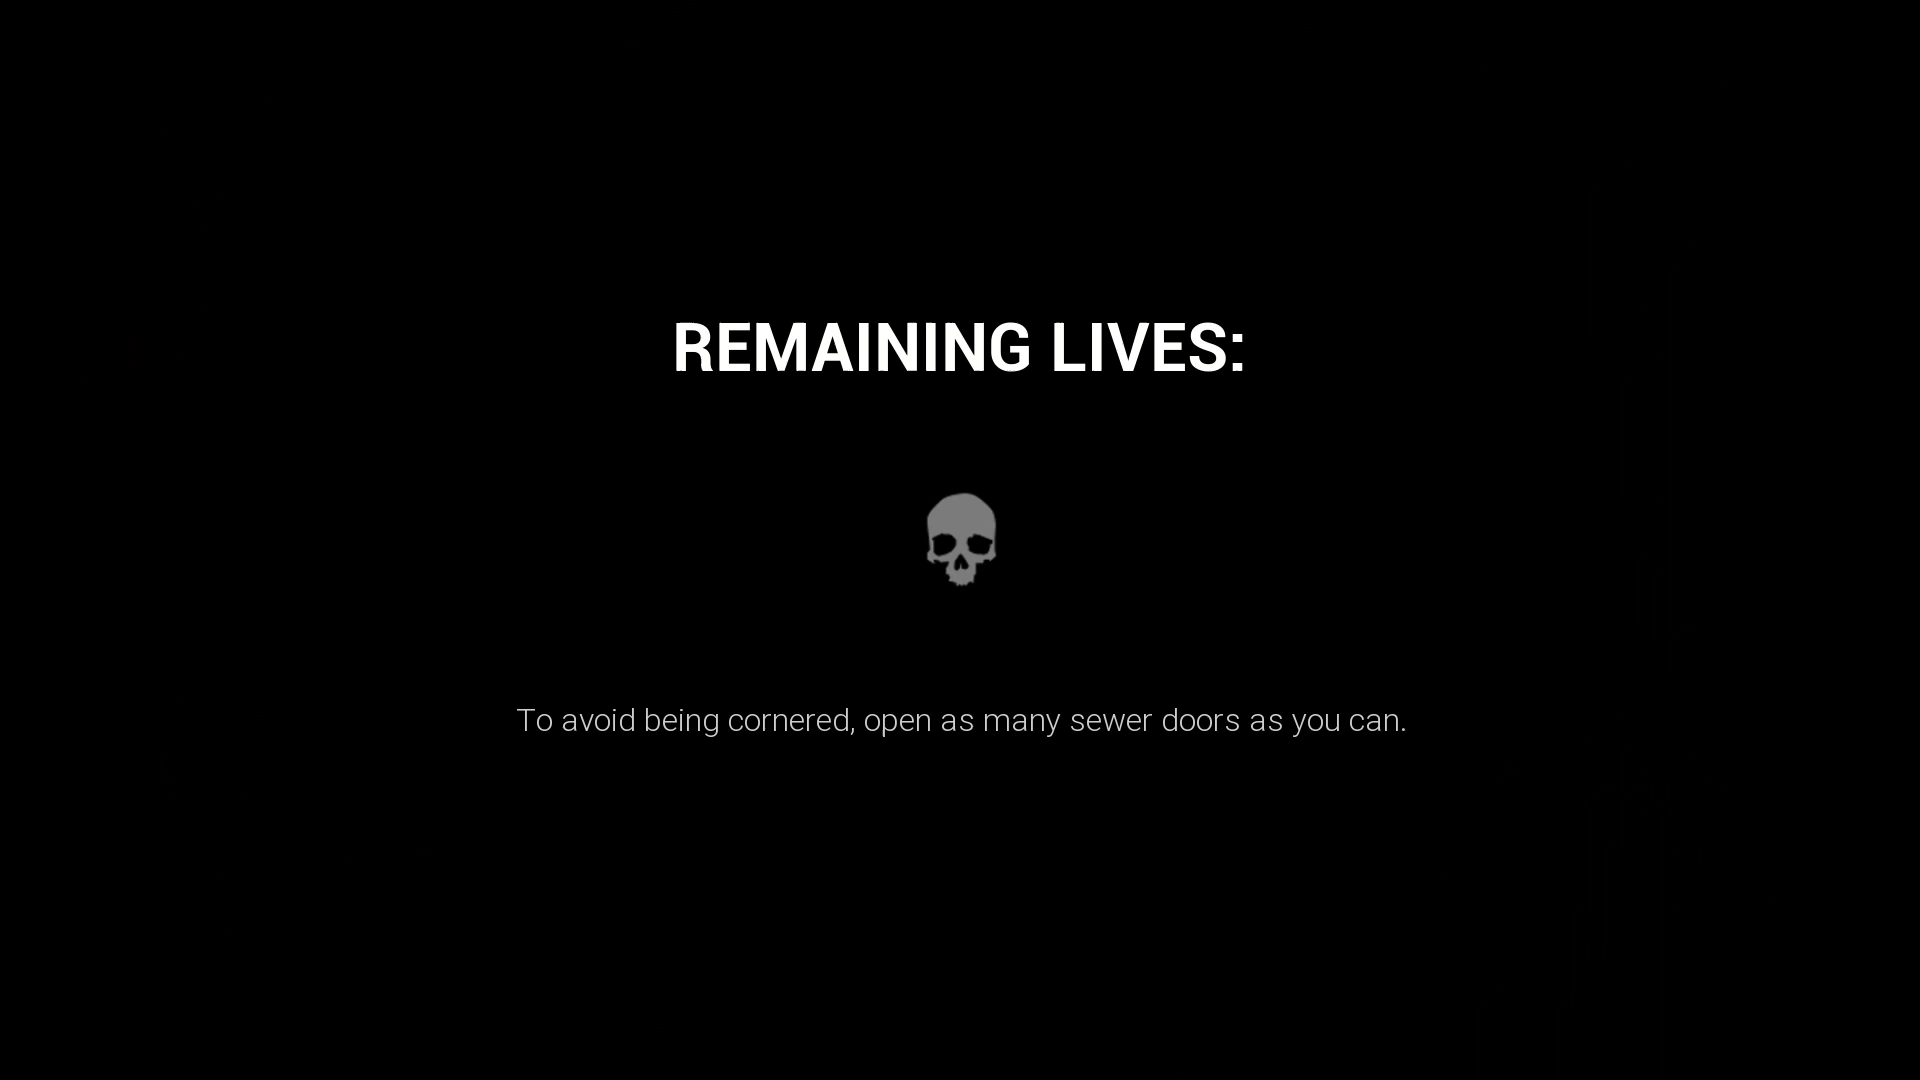 REMAINING LIVES:
To avoid being cornered, open as many sewer doors as you can.